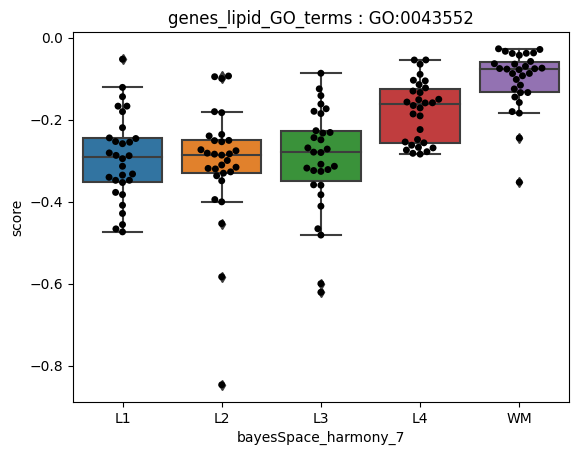 genes_lipid_GO_terms : GO:0043552
0.0
−0.2
−0.4
−0.6
−0.8
score
L1 L2 L3 L4 WM
bayesSpace_harmony_7